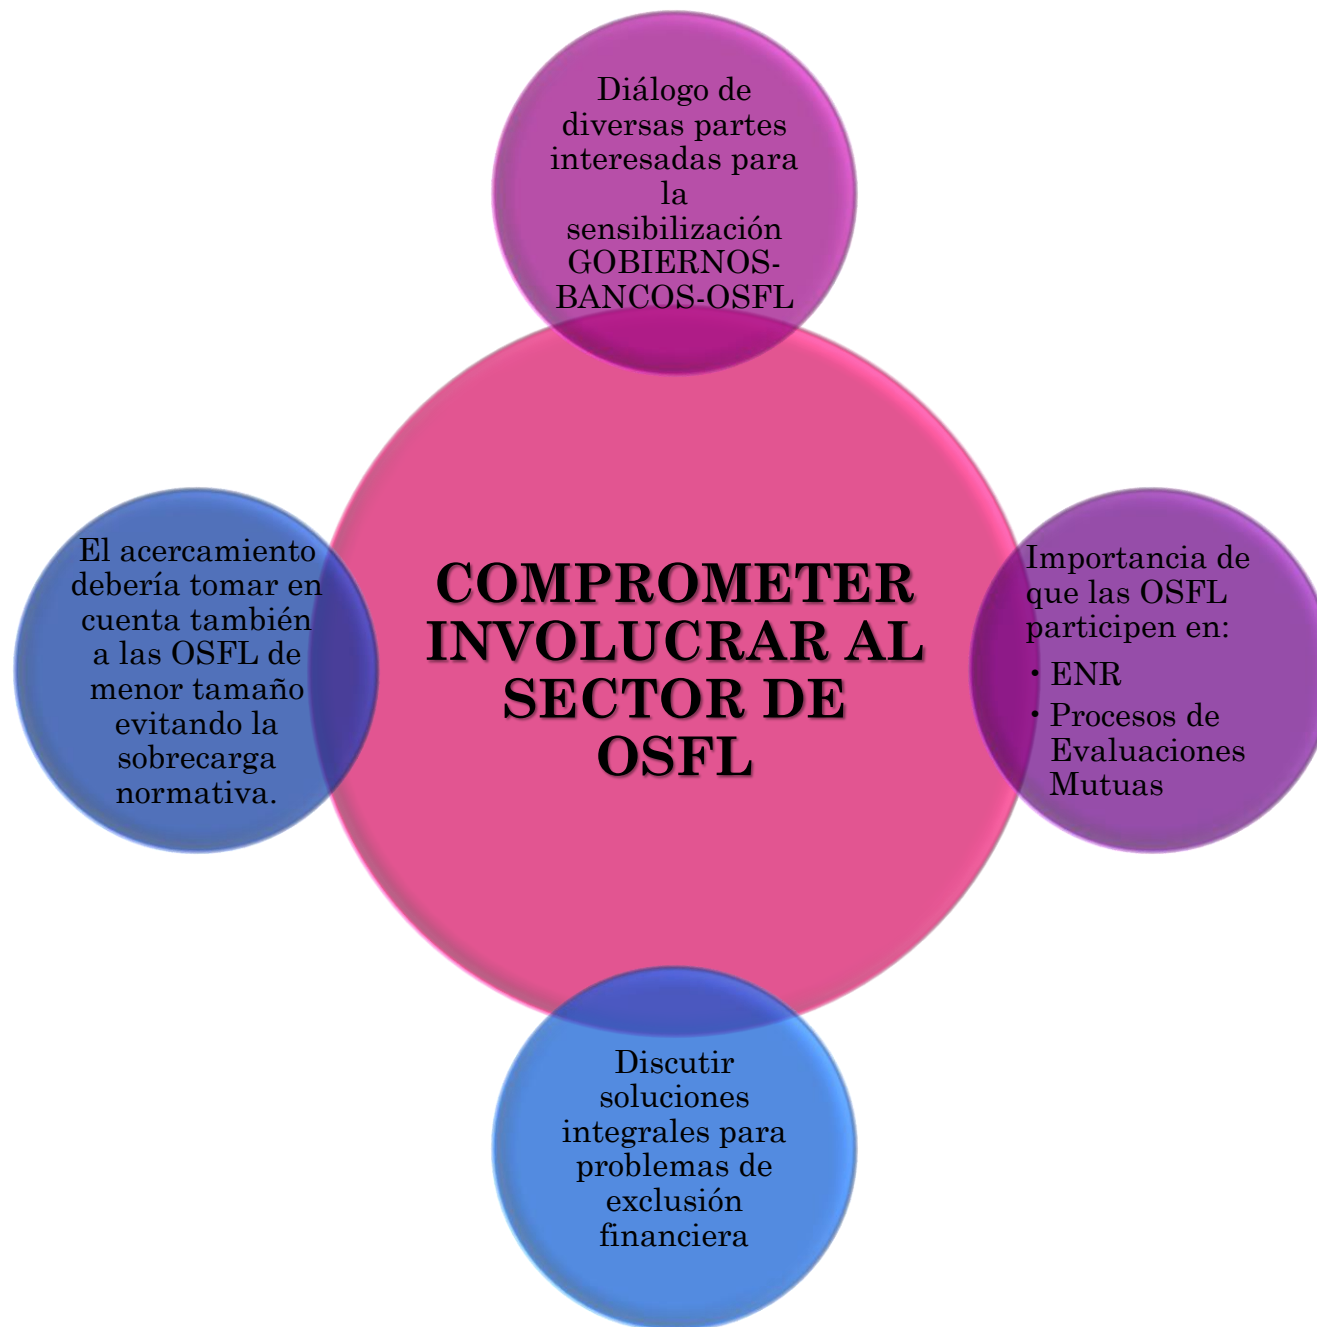 Diálogo de
diversas partes
interesadas para
la
sensibilización
GOBIERNOS-
BANCOS-OSFL
El acercamiento
debería tomar en
cuenta también
a las OSFL de
menor tamaño
evitando la
sobrecarga
normativa.
COMPROMETER
INVOLUCRAR AL
SECTOR DE
OSFL
Importancia de
que las OSFL
participen en:
• ENR
• Procesos de
Evaluaciones
Mutuas
Discutir
soluciones
integrales para
problemas de
exclusión
financiera